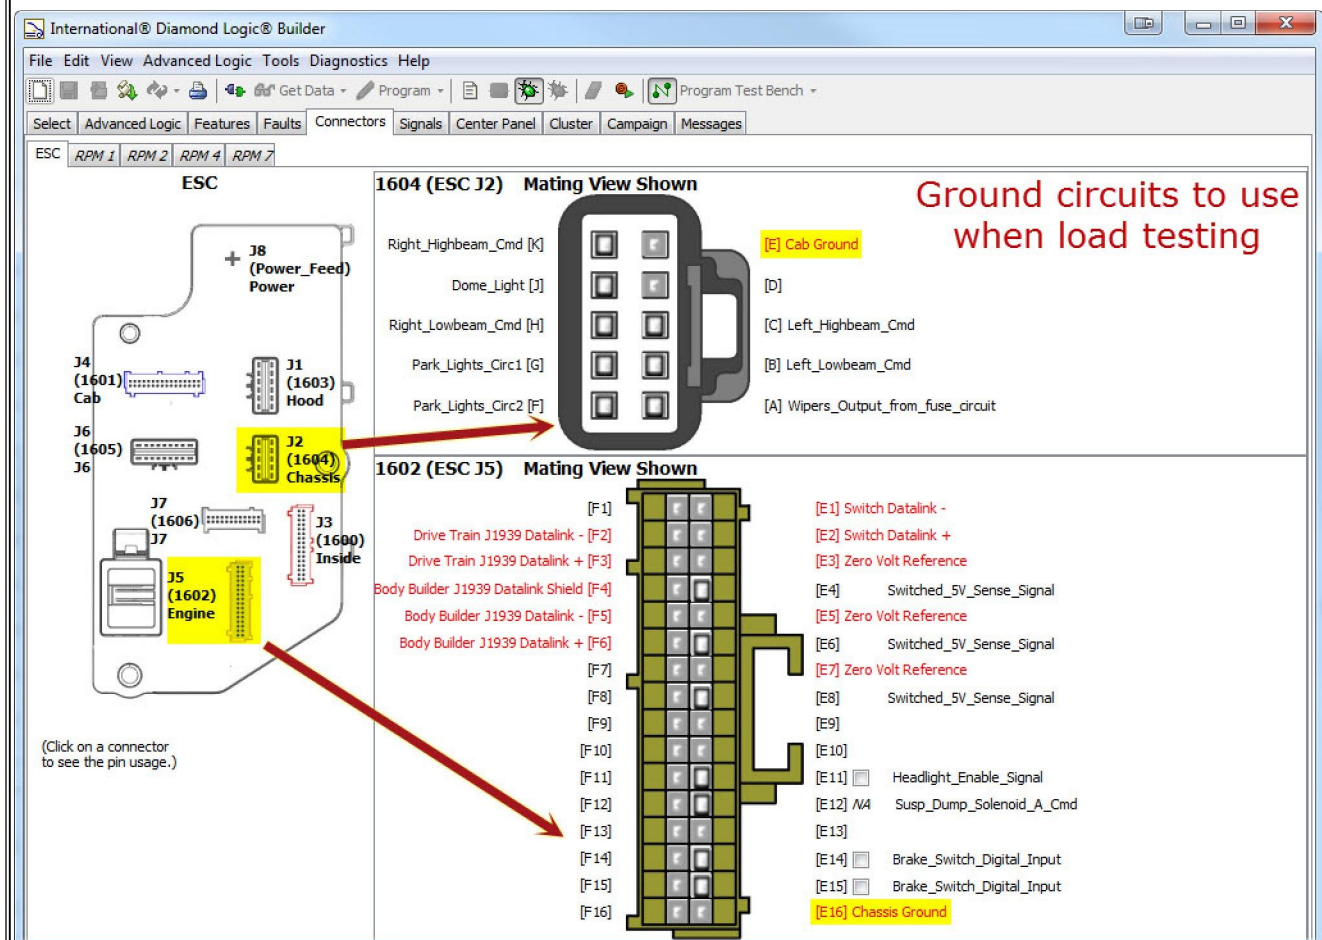 International® Diamond Logic® Builder
File Edit View Advanced Logic Tools Diagnostics Help
Get Data Program Program Test Bench
Select Advanced Logic Features Faults Connectors Signals Center Panel Cluster Campaign Messages
ESC RPM 1 RPM 2 RPM 4 RPM 7
ESC
J8
(Power_Feed)
Power
J4
(1601)
Cab
J1
(1603)
Hood
J6
(1605)
J6
J2
(1604)
Chassis
J7
(1606)
J7
J3
(1600)
Inside
J5
(1602)
Engine
(Click on a connector
to see the pin usage.)
1604 (ESC J2) Mating View Shown
Ground circuits to use
when load testing
Right_Highbeam_Cmd [K] [E] Cab Ground
Dome_Light [J] [D]
Right_Lowbeam_Cmd [H] [C] Left_Highbeam_Cmd
Park_Lights_Circ1 [G] [B] Left_Lowbeam_Cmd
Park_Lights_Circ2 [F] [A] Wipers_Output_from_fuse_circuit
1602 (ESC J5) Mating View Shown
[F1] [E1] Switch Datalink -
Drive Train J1939 Datalink - [F2] [E2] Switch Datalink +
Drive Train J1939 Datalink + [F3] [E3] Zero Volt Reference
Body Builder J1939 Datalink Shield [F4] [E4] Switched_5V_Sense_Signal
Body Builder J1939 Datalink - [F5] [E5] Zero Volt Reference
Body Builder J1939 Datalink + [F6] [E6] Switched_5V_Sense_Signal
[F7] [E7] Zero Volt Reference
[F8] [E8] Switched_5V_Sense_Signal
[F9] [E9]
[F10] [E10]
[F11] [E11] Headlight_Enable_Signal
[F12] [E12] NA Susp_Dump_Solenoid_A_Cmd
[F13] [E13]
[F14] [E14] Brake_Switch_Digital_Input
[F15] [E15] Brake_Switch_Digital_Input
[F16] [E16] Chassis Ground